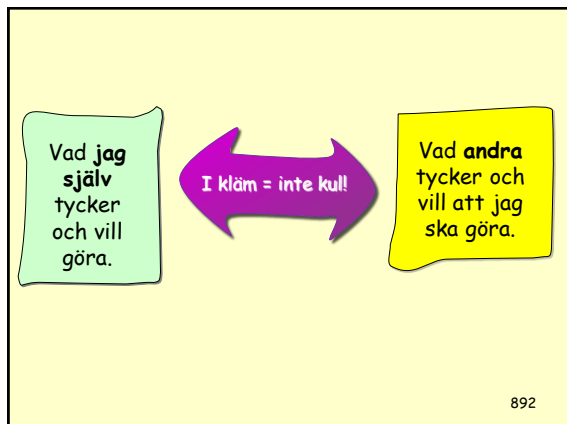 Vad jag
själv
tycker
och vill
göra.
I kläm = inte kul!
Vad andra
tycker och
vill att jag
ska göra.
892